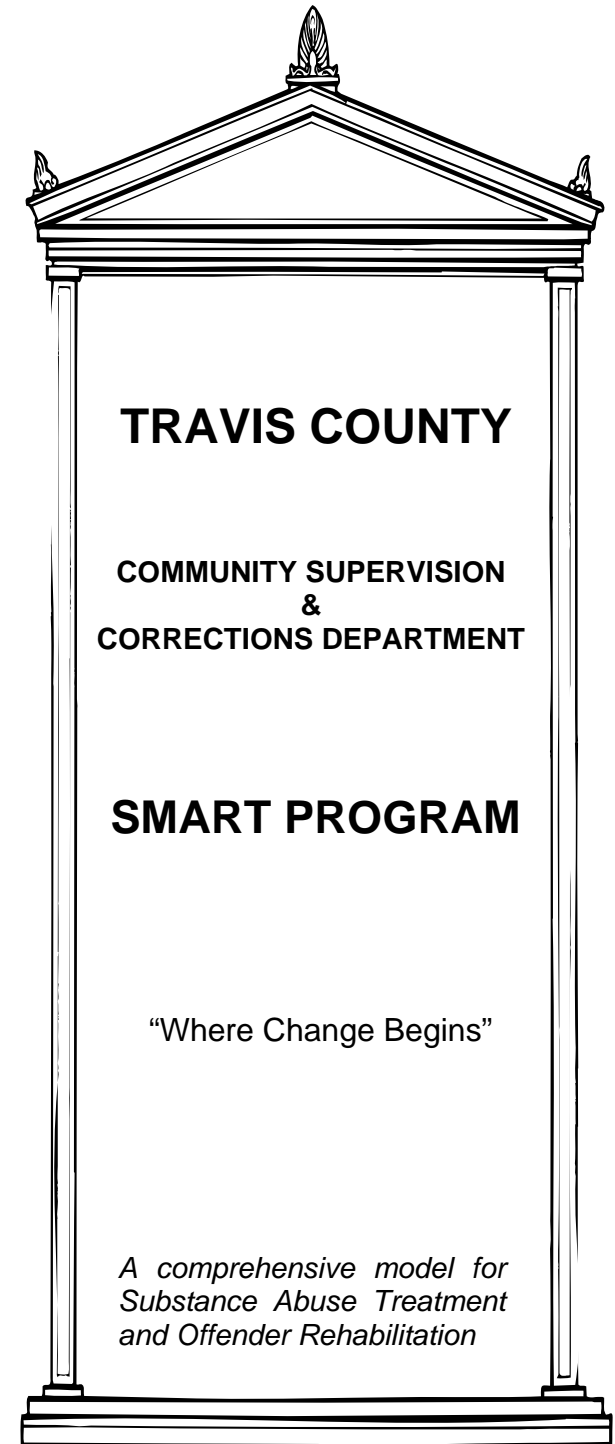 TRAVIS COUNTY
COMMUNITY SUPERVISION
&
CORRECTIONS DEPARTMENT
SMART PROGRAM
“Where Change Begins”
A comprehensive model for
Substance Abuse Treatment
and Offender Rehabilitation